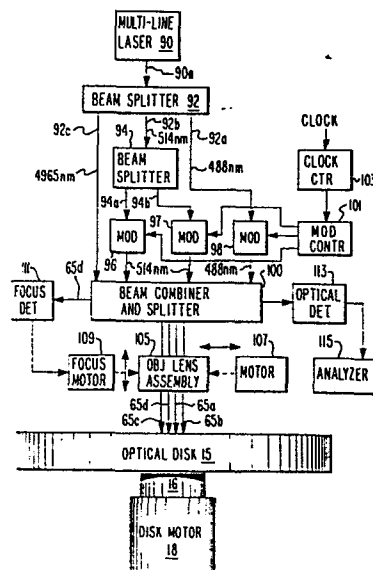 MULTI-LINE
LASER 90
90a
BEAM SPLITTER 92
92c
94
92b
514nm
92a
CLOCK
BEAM
SPLITTER
488nm
CLOCK
CTR
103
4965nm
94a
94b
101
97
MOD
MOD
MOD
98
MOD
CONTR
96
514nm
488nm
100
113
65d
FOCUS
DET
BEAM COMBINER
AND SPLITTER
OPTICAL
DET
109
105
107
115
FOCUS
MOTOR
OBJ LENS
ASSEMBLY
MOTOR
ANALYZER
65d
65a
65c
65b
OPTICAL DISK 15
16
DISK MOTOR
18